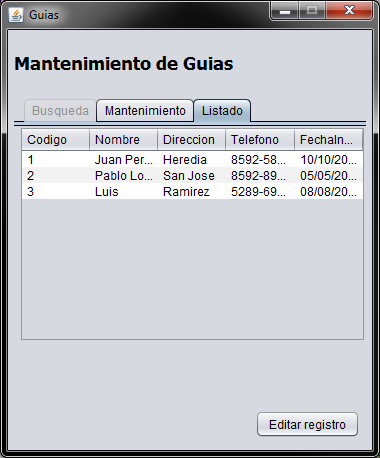 Guias
Mantenimiento de Guias
Busqueda Mantenimiento Listado
Codigo Nombre Direccion Telefono FechaIn...
1 Juan Per... Heredia 8592-58... 10/10/20...
2 Pablo Lo... San Jose 8592-89... 05/05/20...
3 Luis Ramirez 5289-69... 08/08/20...
Editar registro